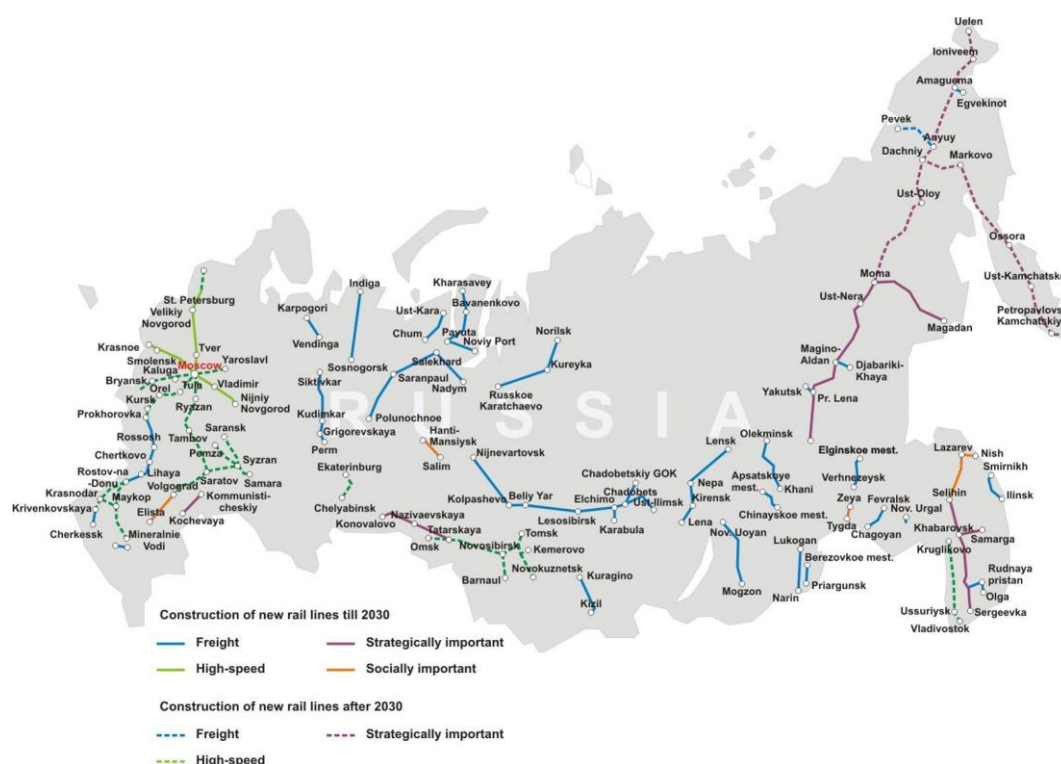 Uelen
Ioniveem
Amaguema
Egvekinot
Pevek
Anyuy
Dachniy
Markovo
Ust-Oloy
Ossora
Ust-Kamchatske
Petropavlovs
Kamchatskiy
Moma
Ust-Nera
Magadan
Magino-
Aldan
Djabariki-
Khaya
Yakutsk
Pr. Lena
RUSSIA
St. Petersburg
Velikiy
Novgorod
Krasnoe
Tver
Smolensk
Kaluga
Moscow
Yaroslavl
Bryansk
Orel
Tula
Vladimir
Kursk
Nijniy
Novgorod
Prokhorovka
Ryazan
Rossosh
Saransk
Tambov
Penza
Chertkovo
Syzran
Rostov-na
-Donu
Lihaya
Samara
Volgograd
Saratov
Krasnodar
Maykop
Kommunisti-
cheskiy
Krivenkovskaya
Elista
Kochevaya
Cherkessk
Mineralnie
Vodi
Karpogori
Vendinga
Indiga
Sosnogorsk
Siktivkar
Kudimkar
Grigorevskaya
Perm
Ekaterinburg
Chelyabinsk
Kharasavey
Bavanenkovo
Ust-Kara
Chum
Payuta
Noviy Port
Salekhard
Saranpaul
Nadym
Polunochnoe
Norilsk
Kureyka
Russkoe
Karatchaevo
Hanti-
Mansiysk
Salim
Nijnevartovsk
Kolpashevo
Beliy Yar
Lesosibirsk
Elchimo
Chadobetskiy GOK
Chadobets
Ust-Ilimsk
Karabula
Konovalovo
Nazivaevskaya
Tatarskaya
Omsk
Novosibirsk
Tomsk
Kemerovo
Barnaul
Novokuznetsk
Kuragino
Kizil
Lensk
Nepa
Kirensk
Lena
Olekminsk
Apsatskoye
mest.
Khani
Chinayskoe mest.
Nov. Uoyan
Mogzon
Lukogan
Berezovkoe mest.
Priargunsk
Narin
Elginskoe mest.
Verhnezeysk
Zeya
Tygda
Fevralsk
Nov. Urgal
Chagoyan
Lazarev
Nish
Smirnikh
Ilinsk
Selihin
Khabarovsk
Samarga
Kruglikovo
Rudnaya
pristan
Olga
Sergeevka
Ussuriysk
Vladivostok
Construction of new rail lines till 2030
Freight
Strategically important
High-speed
Socially important
Construction of new rail lines after 2030
Freight
Strategically important
High-speed